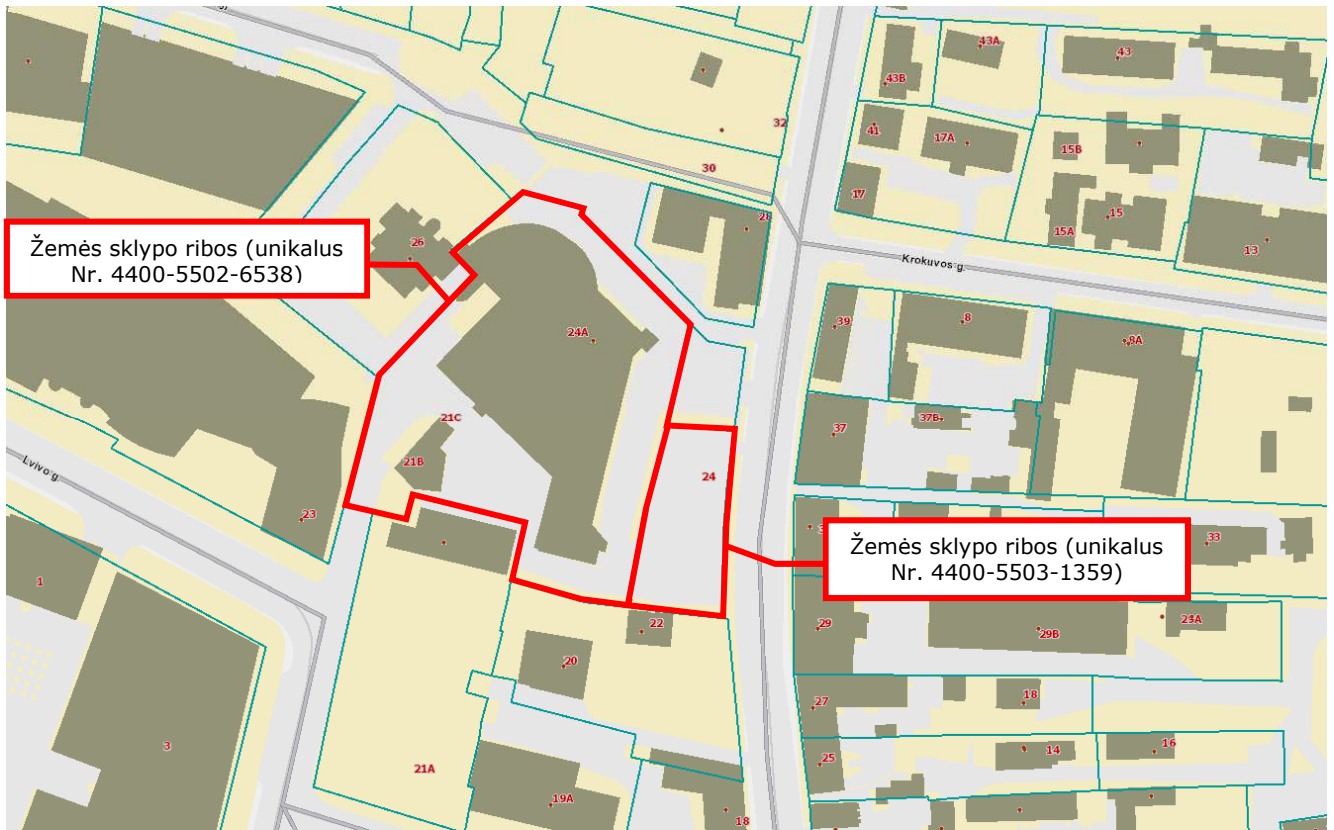 43A
43
43B
41
17A
32
15B
30
17
15
28
15A
13
26
Žemės sklypo ribos (unikalus
Nr. 4400-5502-6538)
Krokuvos g.
39
8
24A
8A
21C
37B
37
21B
Lvivo g.
24
23
33
Žemės sklypo ribos (unikalus
Nr. 4400-5503-1359)
1
23A
22
29
29B
20
18
27
3
14
16
21A
25
19A
18